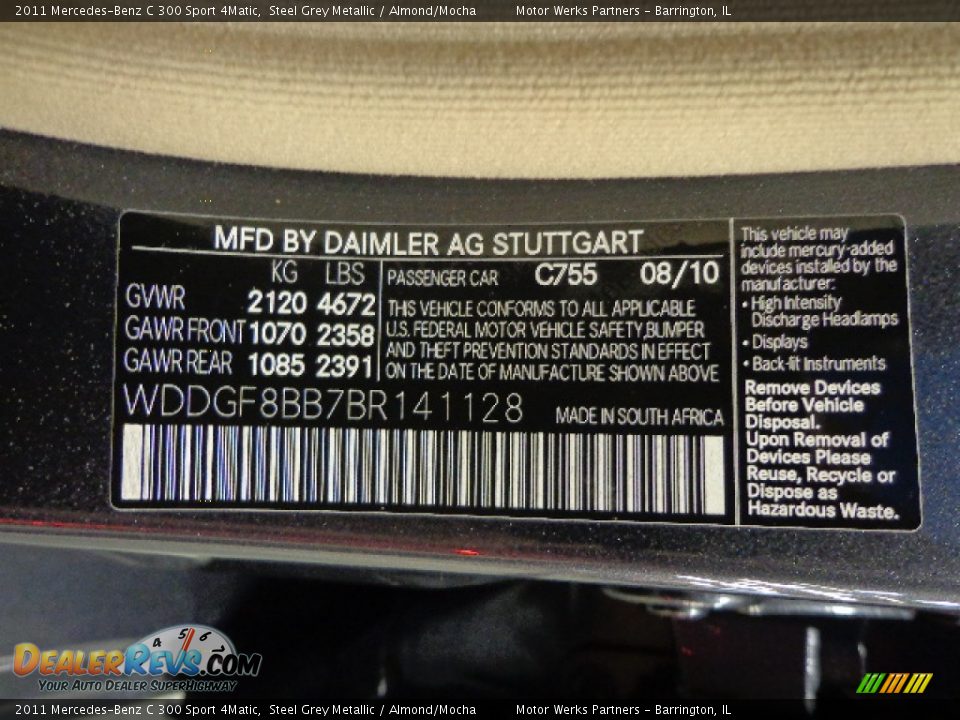 2011 Mercedes-Benz C 300 Sport 4Matic, Steel Grey Metallic / Almond/Mocha Motor Werks Partners - Barrington, IL
MFD BY DAIMLER AG STUTTGART
KG LBS
GVWR 2120 4672
GAWR FRONT 1070 2358
GAWR REAR 1085 2391
PASSENGER CAR C755 08/10
THIS VEHICLE CONFORMS TO ALL APPLICABLE
U.S. FEDERAL MOTOR VEHICLE SAFETY,BUMPER
AND THEFT PREVENTION STANDARDS IN EFFECT
ON THE DATE OF MANUFACTURE SHOWN ABOVE
WDDGF8BB7BR141128 MADE IN SOUTH AFRICA
This vehicle may
include mercury-added
devices installed by the
manufacturer:
• High Intensity
Discharge Headlamps
• Displays
• Back-lit Instruments
Remove Devices
Before Vehicle
Disposal.
Upon Removal of
Devices Please
Reuse, Recycle or
Dispose as
Hazardous Waste.
4 5 6
DealerRevs.com
Your Auto Dealer SuperHighway
2011 Mercedes-Benz C 300 Sport 4Matic, Steel Grey Metallic / Almond/Mocha Motor Werks Partners - Barrington, IL